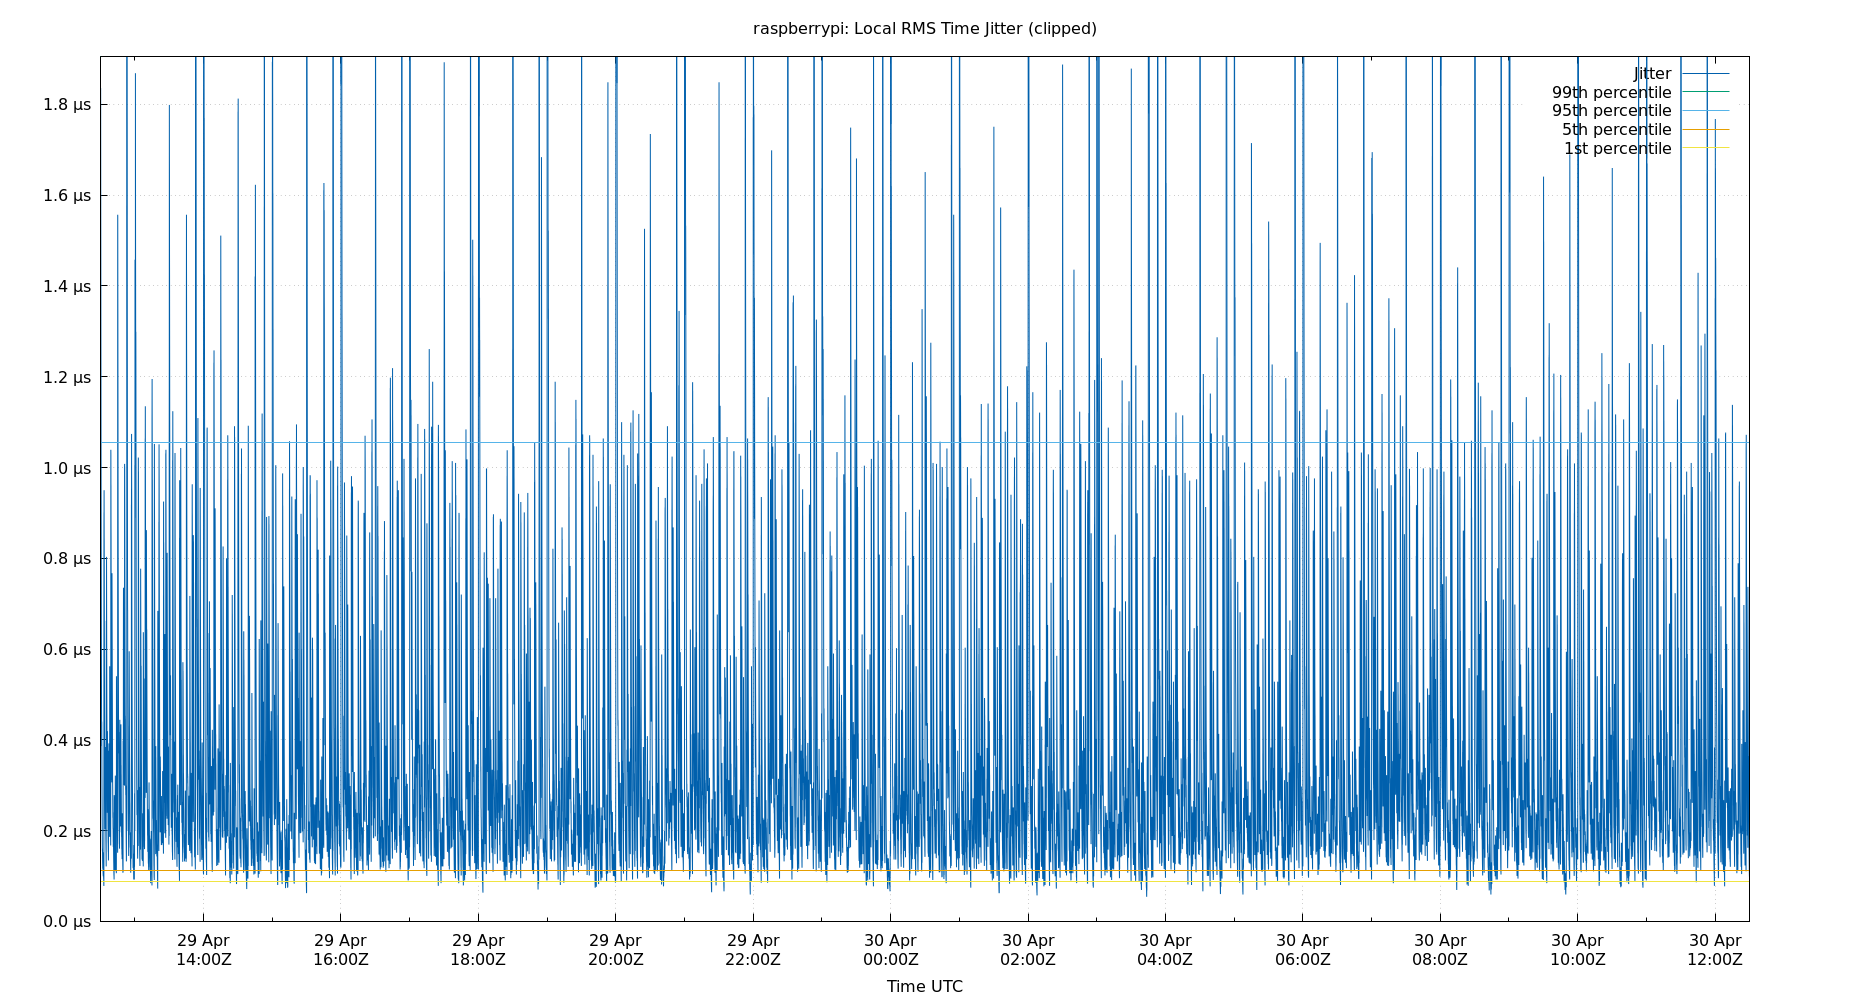 raspberrypi: Local RMS Time Jitter (clipped)
Jitter
99th percentile
95th percentile
5th percentile
1st percentile
1.8 µs
1.6 µs
1.4 µs
1.2 µs
1.0 µs
0.8 µs
0.6 µs
0.4 µs
0.2 µs
0.0 µs
29 Apr 29 Apr 29 Apr 29 Apr 29 Apr 30 Apr 30 Apr 30 Apr 30 Apr 30 Apr 30 Apr 30 Apr
14:00Z 16:00Z 18:00Z 20:00Z 22:00Z 00:00Z 02:00Z 04:00Z 06:00Z 08:00Z 10:00Z 12:00Z
Time UTC